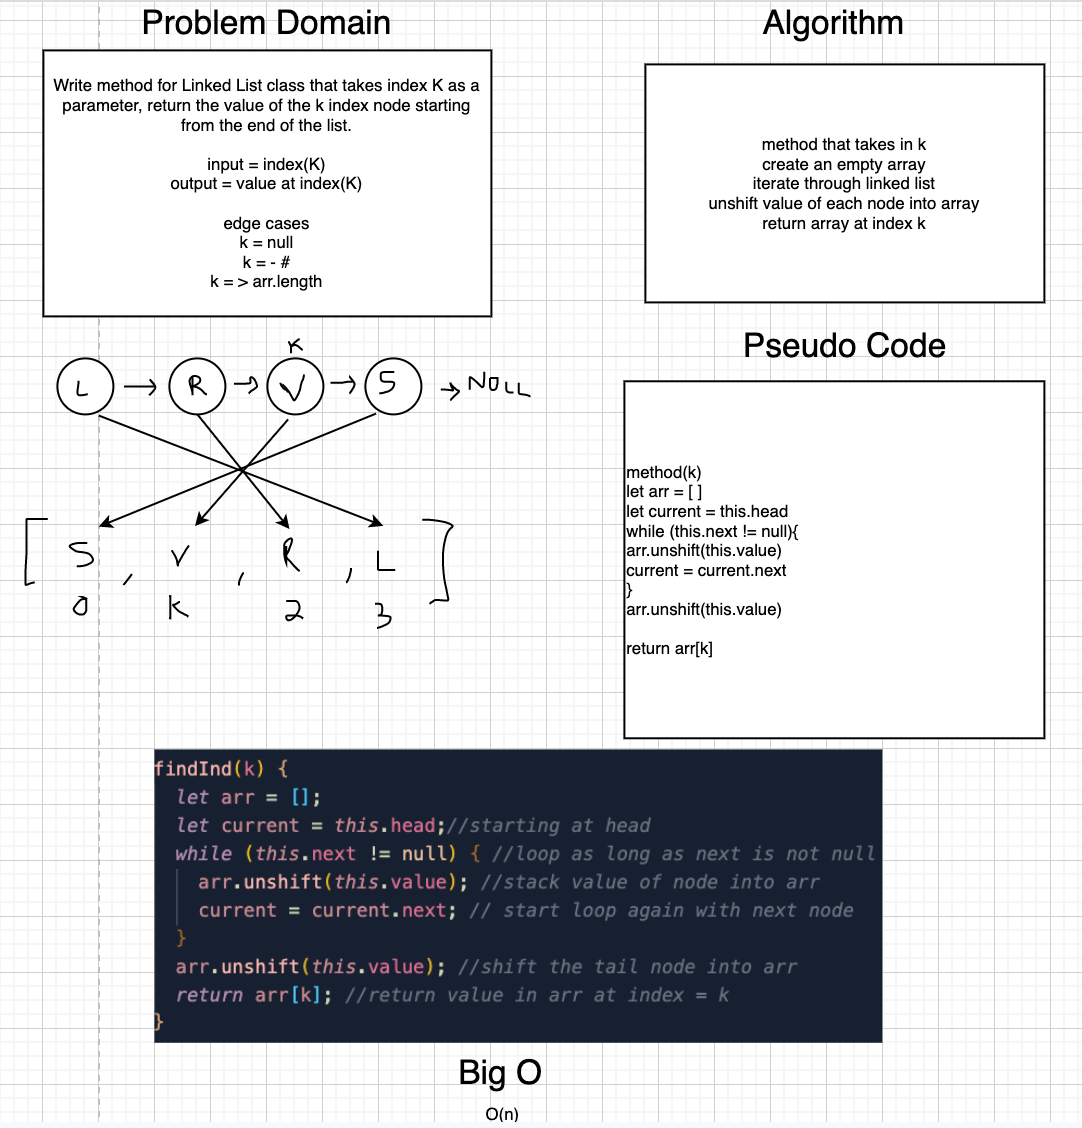 Problem Domain
Write method for Linked List class that takes index K as a
parameter, return the value of the k index node starting
from the end of the list.
input = index(K)
output = value at index(K)
edge cases
k = null
k = - #
k = > arr.length
Algorithm
method that takes in k
create an empty array
iterate through linked list
unshift value of each node into array
return array at index k
K
L → R → V → S → NULL
[ S , V , R , L ]
0 K 2 3
Pseudo Code
method(k)
let arr = [ ]
let current = this.head
while (this.next != null){
arr.unshift(this.value)
current = current.next
}
arr.unshift(this.value)
return arr[k]
findInd(k) {
let arr = [];
let current = this.head;//starting at head
while (this.next != null) { //loop as long as next is not null
arr.unshift(this.value); //stack value of node into arr
current = current.next; // start loop again with next node
}
arr.unshift(this.value); //shift the tail node into arr
return arr[k]; //return value in arr at index = k
}
Big O
O(n)